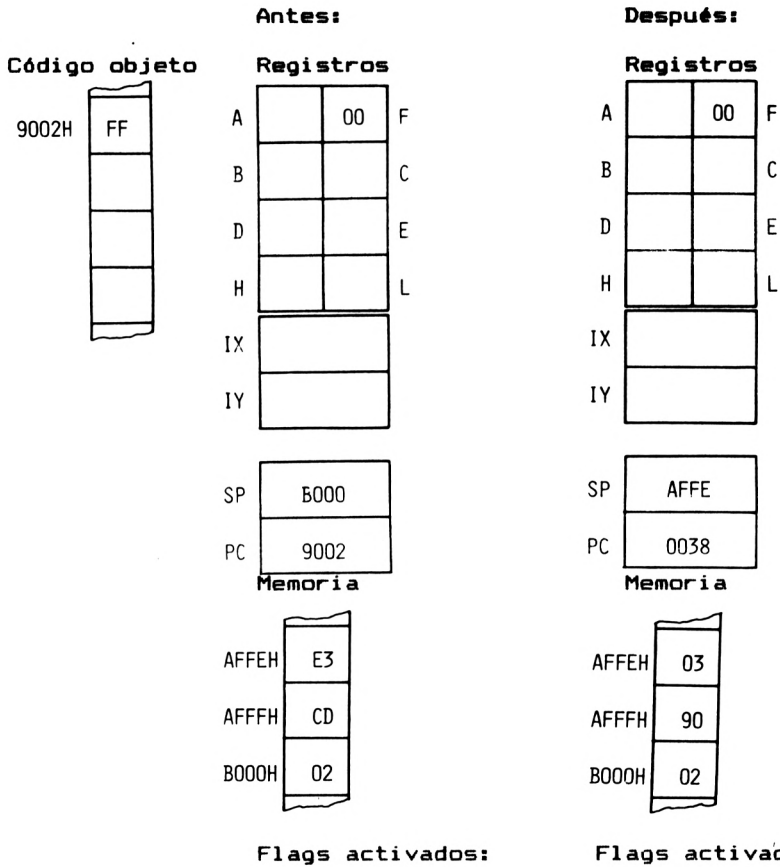 Antes: Después:
Código objeto Registros Registros
9002H FF A 00 F A 00 F
B C B C
D E D E
H L H L
IX IX
IY IY
SP B000 SP AFFE
PC 9002 PC 0038
Memoria Memoria
AFFEH E3 AFFEH 03
AFFFH CD AFFFH 90
B000H 02 B000H 02
Flags activados: Flags activad